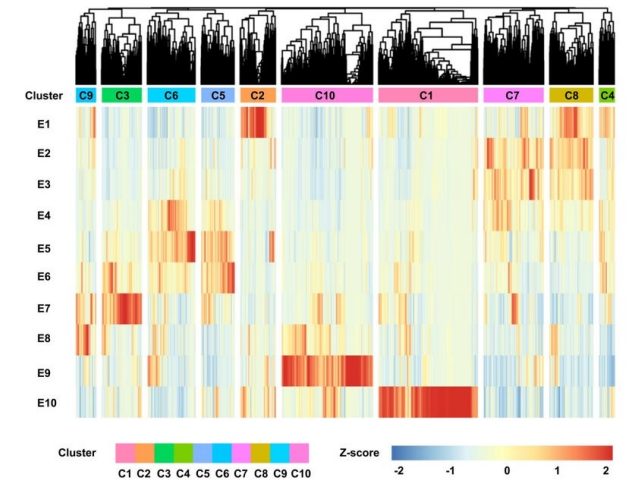 Cluster C9 C3 C6 C5 C2 C10 C1 C7 C8 C4
E1
E2
E3
E4
E5
E6
E7
E8
E9
E10
Cluster
C1 C2 C3 C4 C5 C6 C7 C8 C9 C10
Z-score
-2 -1 0 1 2